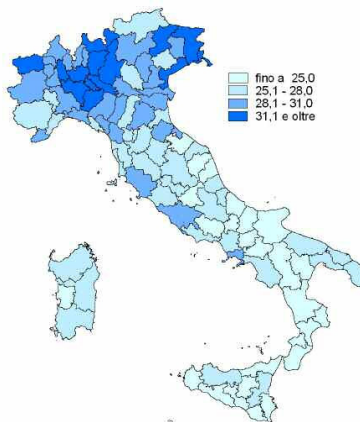 fino a 25,0
25,1 - 28,0
28,1 - 31,0
31,1 e oltre